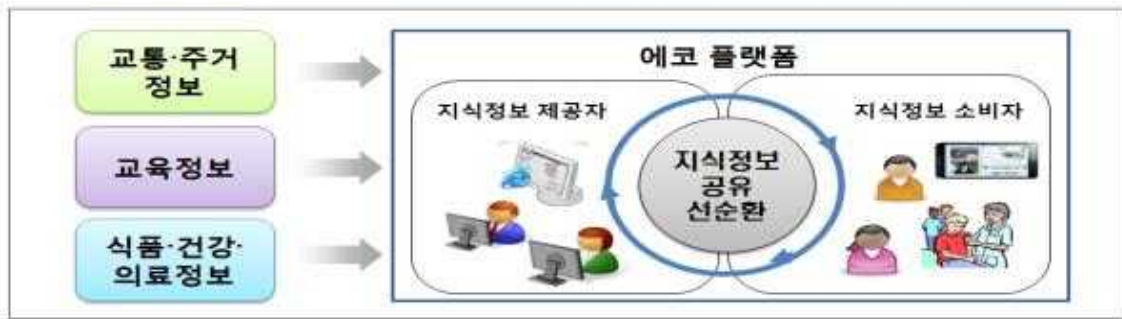 교통·주거
정보
교육정보
식품·건강·
의료정보
에코 플랫폼
지식정보 제공자
지식정보 소비자
지식정보
공유
선순환